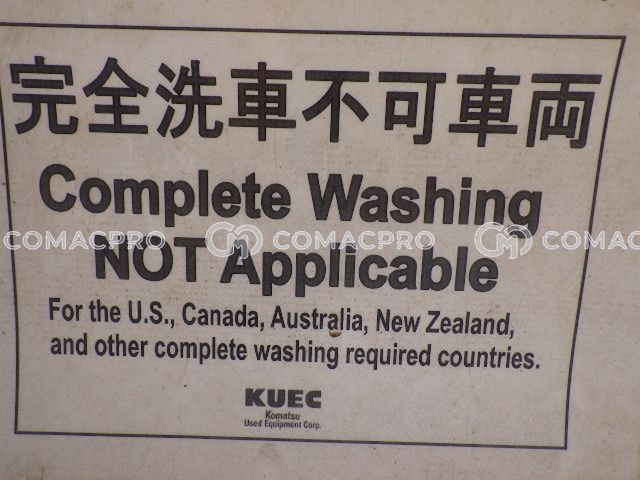 完全洗車不可車両
Complete Washing
COMACPRO COMACPRO COMACPRO
NOT Applicable
For the U.S., Canada, Australia, New Zealand,
and other complete washing required countries.
KUEC
Komatsu
Used Equipment Corp.